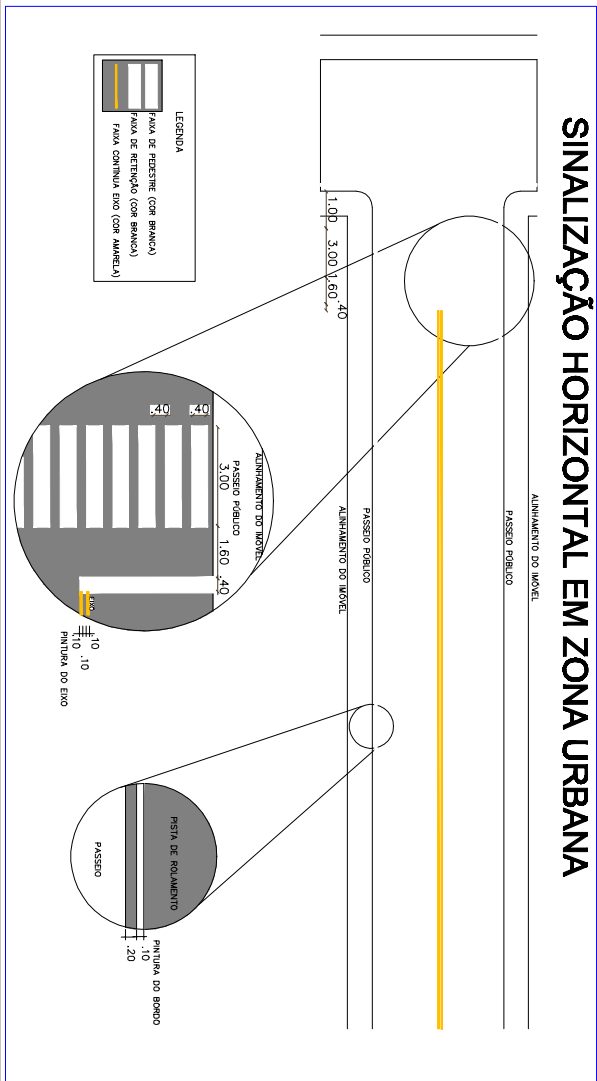 SINALIZAÇÃO HORIZONTAL EM ZONA URBANA
ALINHAMENTO DO IMÓVEL
PASSEIO PÚBLICO
PASSEIO PÚBLICO
ALINHAMENTO DO IMÓVEL
1.00
3.00
1.60
.40
LEGENDA
FAIXA DE PEDESTRE (COR BRANCA)
FAIXA DE RETENÇÃO (COR BRANCA)
FAIXA CONTÍNUA EIXO (COR AMARELA)
ALINHAMENTO DO IMÓVEL
PASSEIO PÚBLICO
3.00
1.60
.40
.40
.40
EIXO
.10
.10
.10
PINTURA DO EIXO
PISTA DE ROLAMENTO
PASSEIO
PINTURA DO BORDO
.10
.20